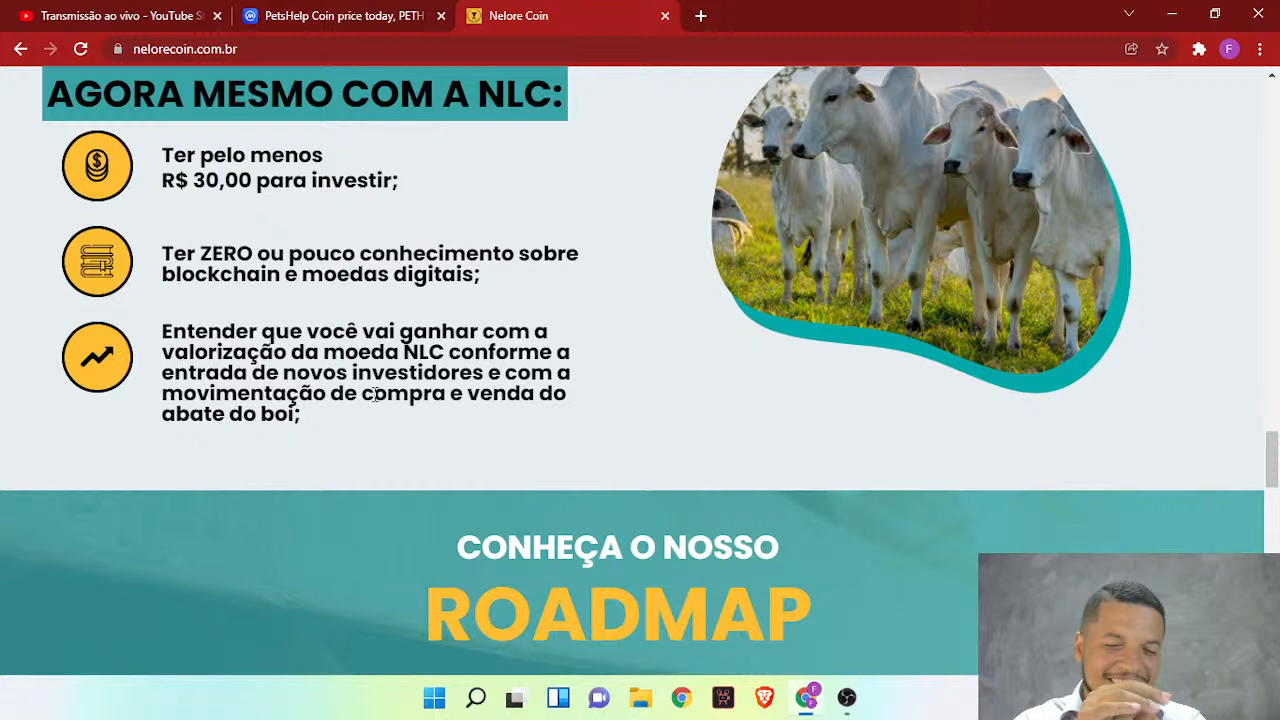 Transmissão ao vivo - YouTube S
PetsHelp Coin price today, PETH
Nelore Coin
nelorecoin.com.br
F
AGORA MESMO COM A NLC:
Ter pelo menos
R$ 30,00 para investir;
Ter ZERO ou pouco conhecimento sobre
blockchain e moedas digitais;
Entender que você vai ganhar com a
valorização da moeda NLC conforme a
entrada de novos investidores e com a
movimentação de compra e venda do
abate do boi;
CONHEÇA O NOSSO
ROADMAP
F